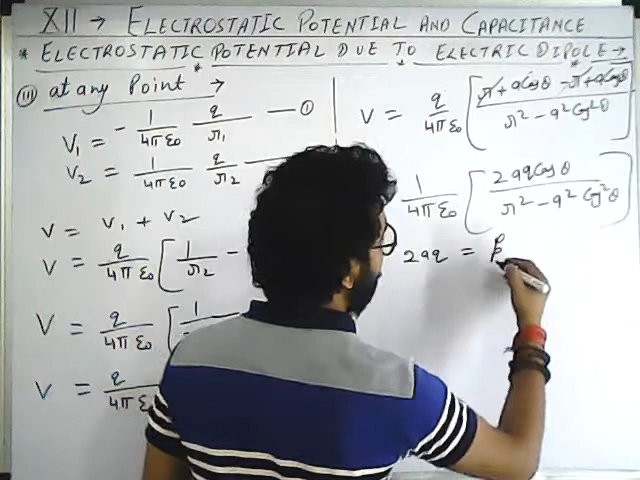 XII → ELECTROSTATIC POTENTIAL AND CAPACITANCE
* ELECTROSTATIC POTENTIAL DUE TO ELECTRIC DIPOLE →
(iii) at any Point →
V₁ = - 1/4πε₀ q/r₁ — ①
V₂ = 1/4πε₀ q/r₂ —
V = V₁ + V₂
V = q/4πε₀ [ 1/r₂ -
V = q/4πε₀ [ 1
V = q/4πε
V = q/4πε₀ [ r + a cos θ - r + a cos θ / r² - a² cos² θ ]
1/4πε₀ [ 2aq cos θ / r² - a² cos² θ ]
2aq = p